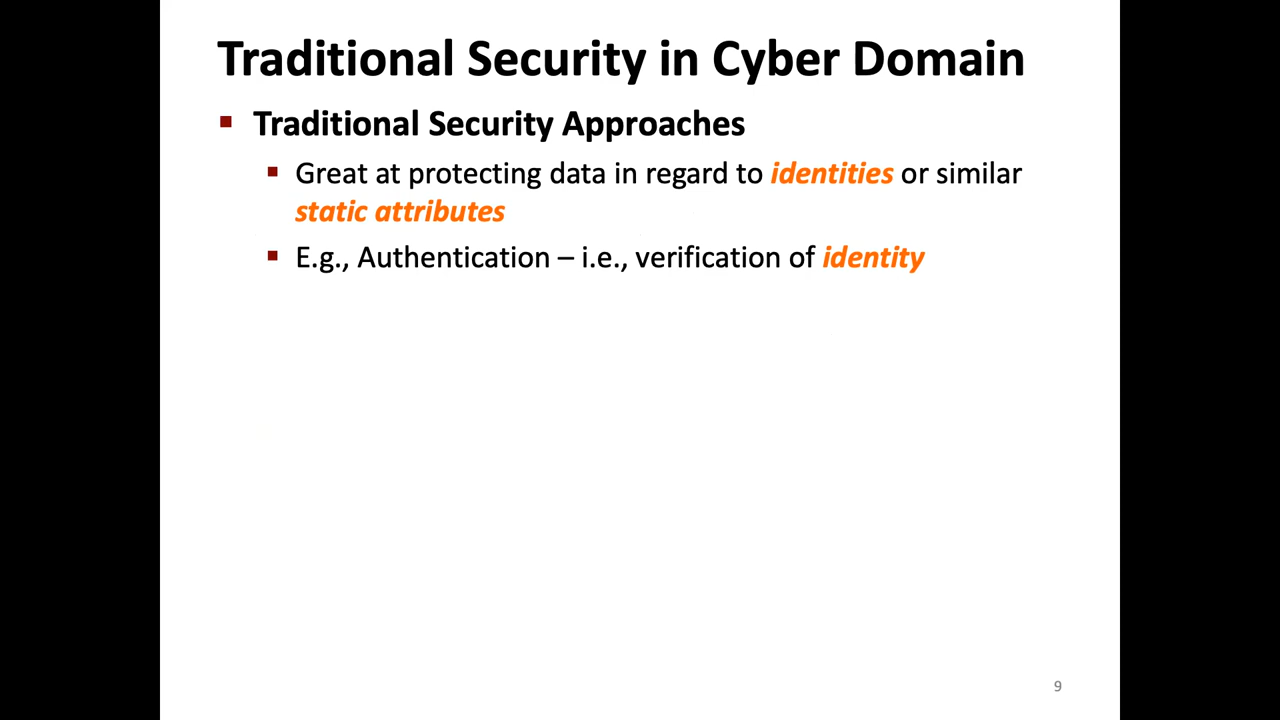 Traditional Security in Cyber Domain
Traditional Security Approaches
Great at protecting data in regard to identities or similar
static attributes
E.g., Authentication – i.e., verification of identity
9